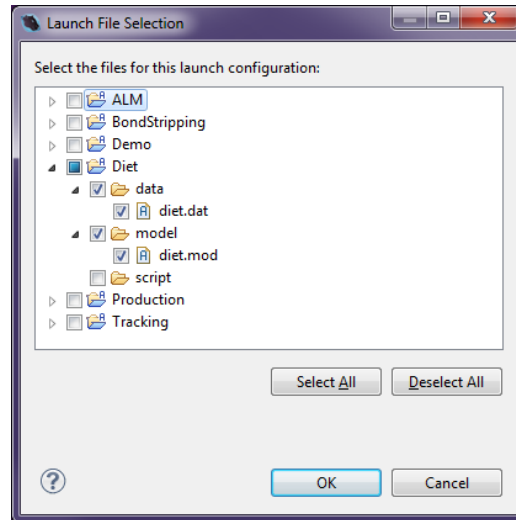 Launch File Selection
Select the files for this launch configuration:
ALM
BondStripping
Demo
Diet
data
diet.dat
model
diet.mod
script
Production
Tracking
Select All
Deselect All
?
OK
Cancel